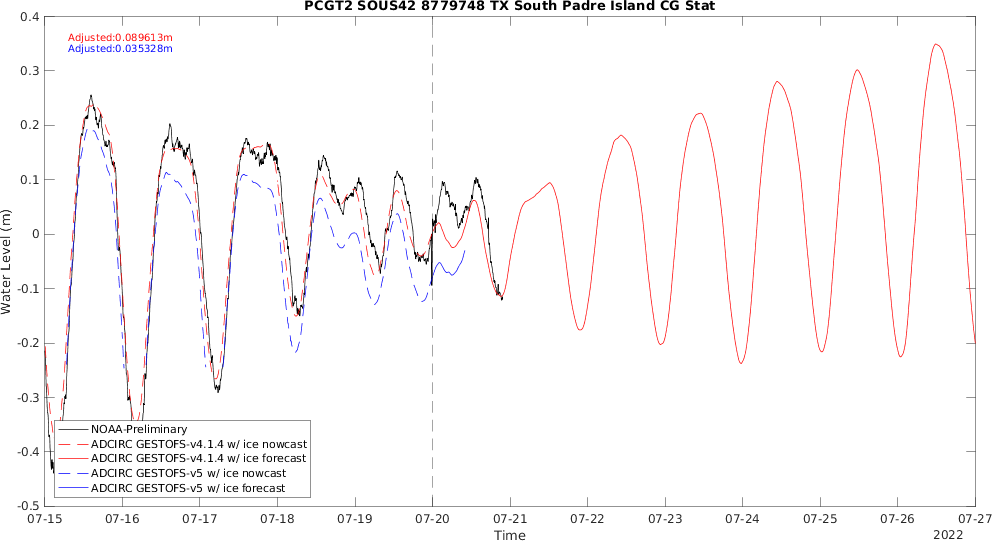 PCGT2 SOUS42 8779748 TX South Padre Island CG Stat
Adjusted:0.089613m
Adjusted:0.035328m
Water Level (m)
0.4
0.3
0.2
0.1
0
-0.1
-0.2
-0.3
-0.4
-0.5
NOAA-Preliminary
ADCIRC GESTOFS-v4.1.4 w/ ice nowcast
ADCIRC GESTOFS-v4.1.4 w/ ice forecast
ADCIRC GESTOFS-v5 w/ ice nowcast
ADCIRC GESTOFS-v5 w/ ice forecast
07-15 07-16 07-17 07-18 07-19 07-20 07-21 07-22 07-23 07-24 07-25 07-26 07-27
Time
2022